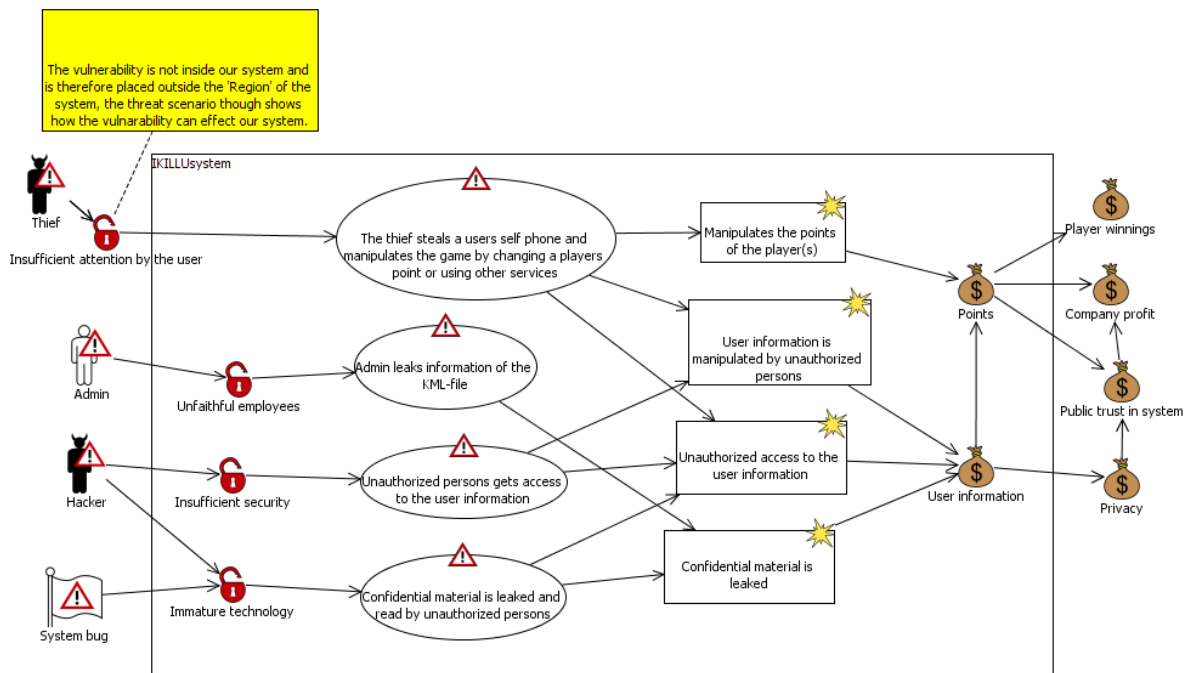 The vulnerability is not inside our system and
is therefore placed outside the 'Region' of the
system, the threat scenario though shows
how the vulnarability can effect our system.
IKILLUsystem
Thief
Insufficient attention by the user
The thief steals a users self phone and
manipulates the game by changing a players
point or using other services
Manipulates the points
of the player(s)
Player winnings
Points
Company profit
Admin
Unfaithful employees
Admin leaks information of the
KML-file
User information is
manipulated by unauthorized
persons
Public trust in system
Hacker
Insufficient security
Unauthorized persons gets access
to the user information
Unauthorized access to the
user information
User information
Privacy
System bug
Immature technology
Confidential material is leaked and
read by unauthorized persons
Confidential material is
leaked